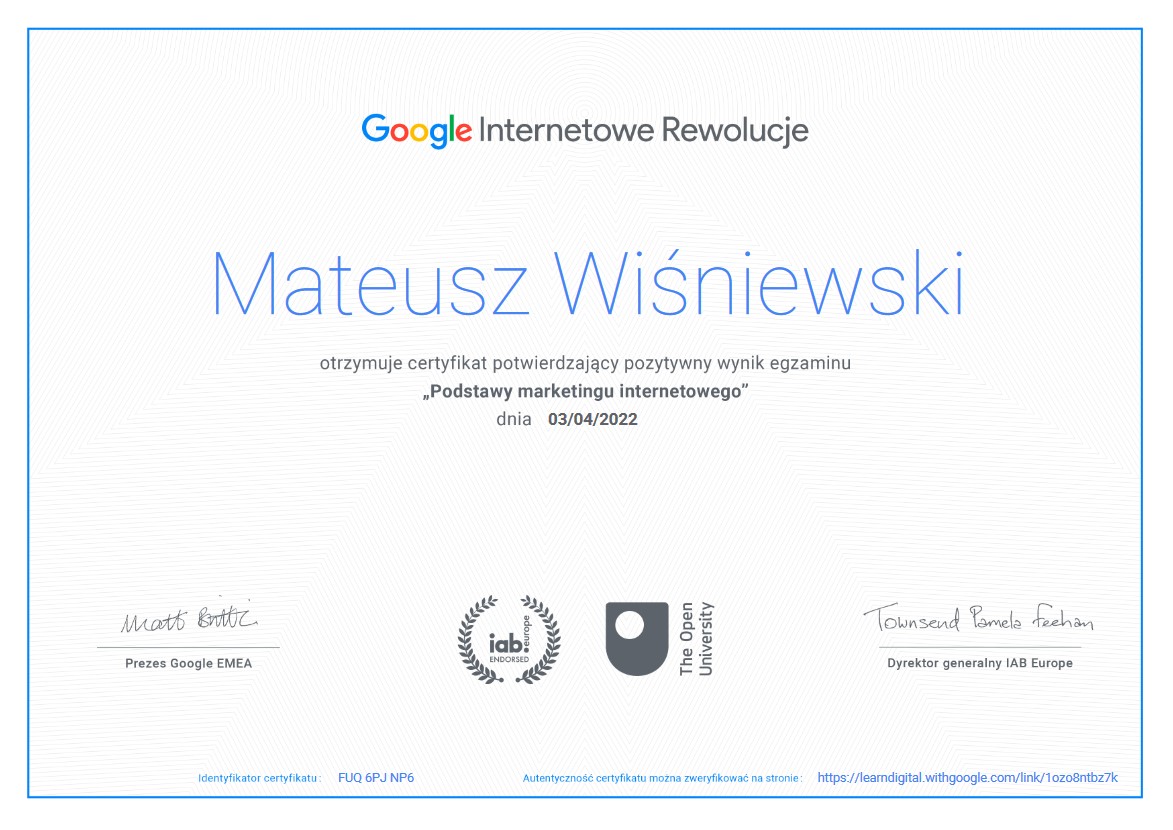 Google Internetowe Rewolucje
Mateusz Wiśniewski
otrzymuje certyfikat potwierdzający pozytywny wynik egzaminu
„Podstawy marketingu internetowego”
dnia 03/04/2022
Matt Brittin
Prezes Google EMEA
iab. europe
ENDORSED
The Open
University
Townsend Pamela Feehan
Dyrektor generalny IAB Europe
Identyfikator certyfikatu : FUQ 6PJ NP6
Autentyczność certyfikatu można zweryfikować na stronie : https://learndigital.withgoogle.com/link/1ozo8ntbz7k